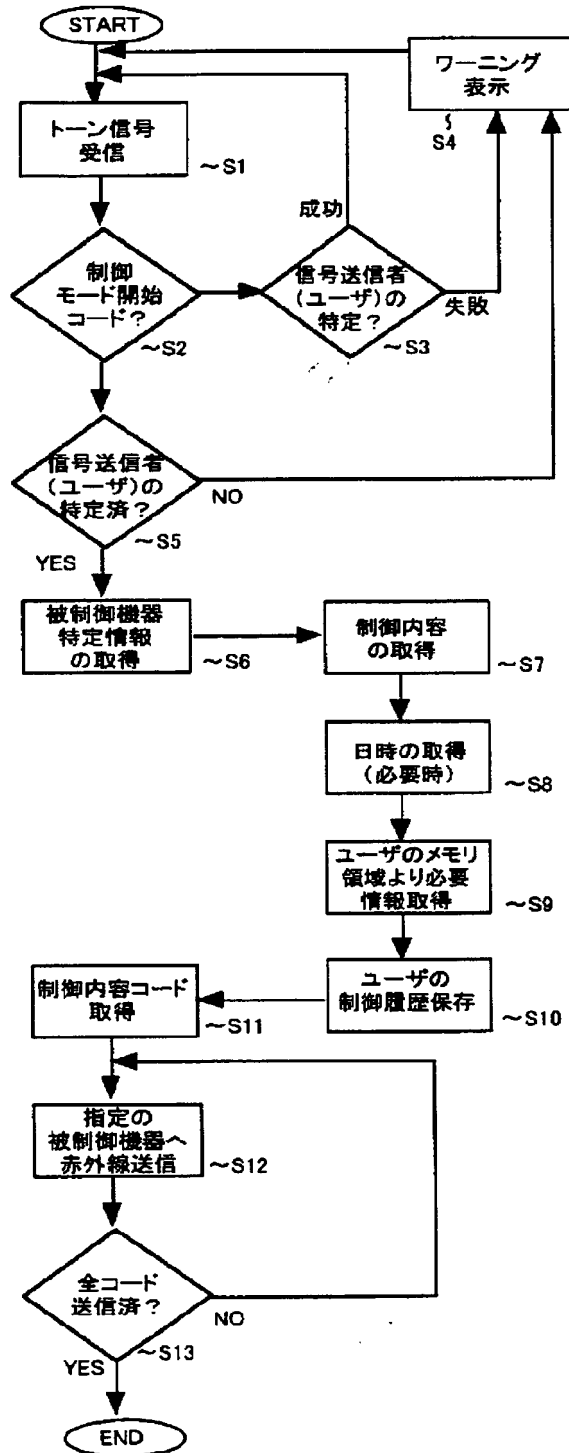 START
ワーニング
表示
~S4
トーン信号
受信
~S1
成功
制御
モード開始
コード?
~S2
信号送信者
(ユーザ)の
特定?
失敗
~S3
信号送信者
(ユーザ)の
特定済?
NO
~S5
YES
被制御機器
特定情報
の取得
~S6
制御内容
の取得
~S7
日時の取得
(必要時)
~S8
ユーザのメモリ
領域より必要
情報取得
~S9
ユーザの
制御履歴保存
~S10
制御内容コード
取得
~S11
指定の
被制御機器へ
赤外線送信
~S12
全コード
送信済?
NO
~S13
YES
END